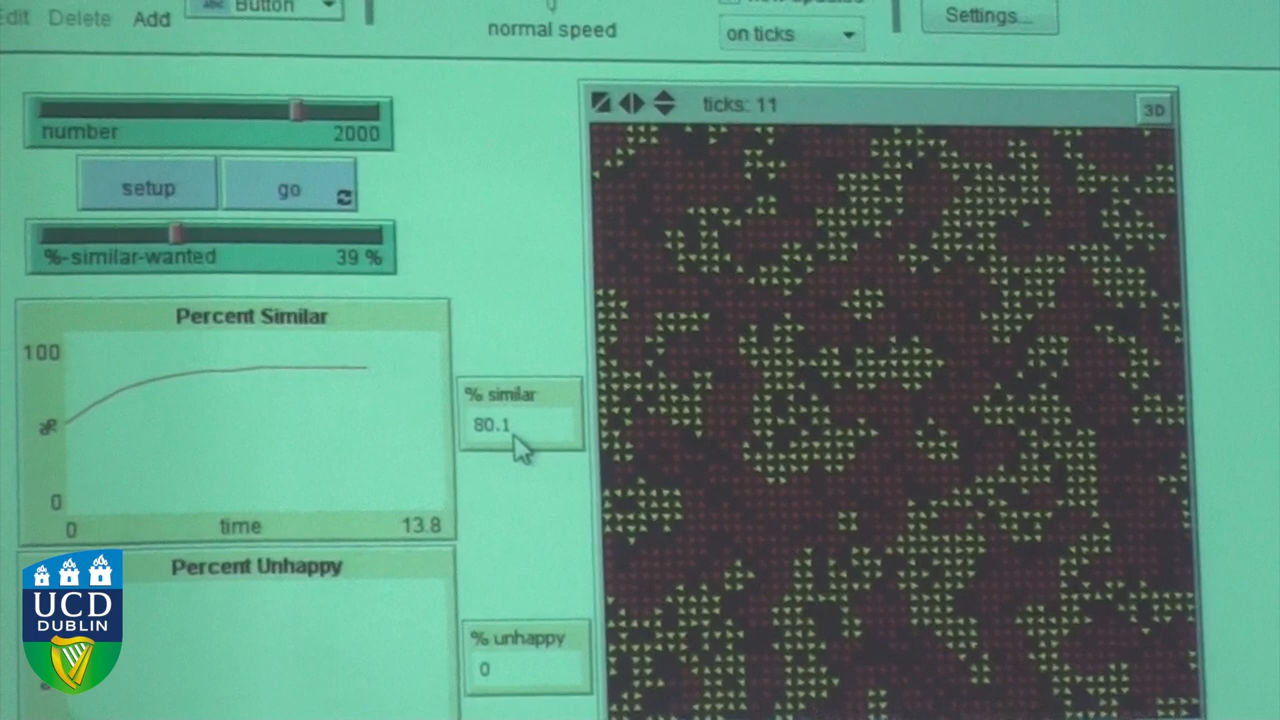 Edit Delete Add
abc Button
normal speed
on ticks
Settings...
number 2000
setup go
%-similar-wanted 39 %
ticks: 11
3D
Percent Similar
100
%
0
0 time 13.8
% similar
80.1
Percent Unhappy
% unhappy
0
UCD
DUBLIN